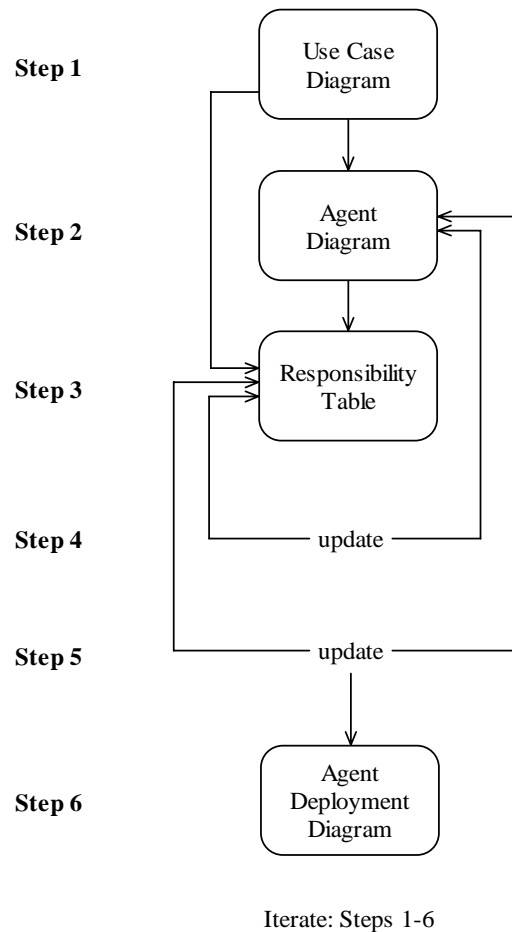 Step 1
Use Case
Diagram
Step 2
Agent
Diagram
Step 3
Responsibility
Table
Step 4
update
Step 5
update
Step 6
Agent
Deployment
Diagram
Iterate: Steps 1-6